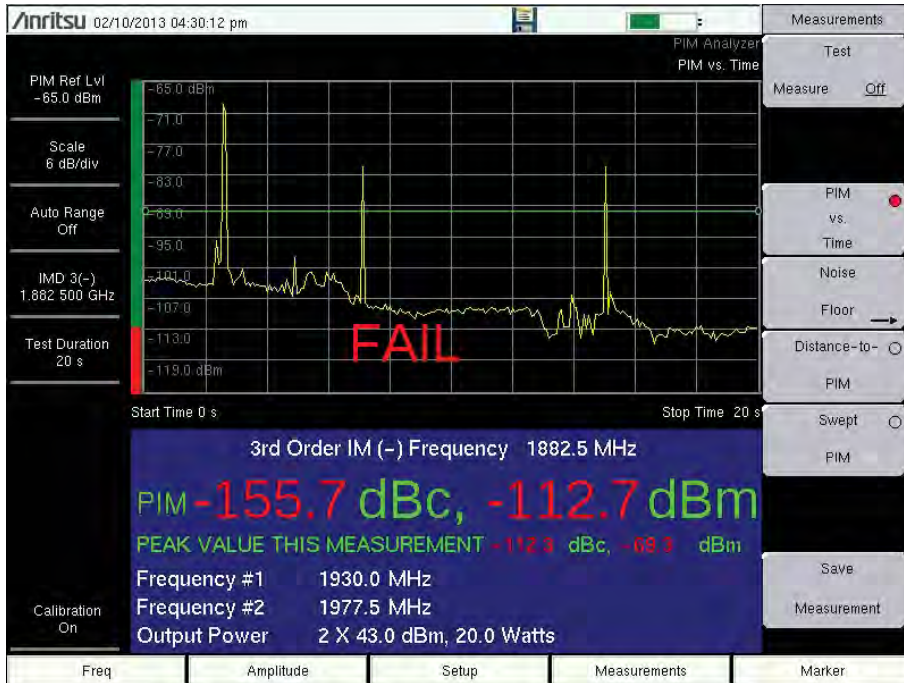 /Inritsu 02/10/2013 04:30:12 pm
Measurements
PIM Analyzer
PIM vs. Time
PIM Ref Lvl
-65.0 dBm
Scale
6 dB/div
Auto Range
Off
IMD 3(-)
1.882 500 GHz
Test Duration
20 s
Calibration
On
-65.0 dBm
-71.0
-77.0
-83.0
-89.0
-95.0
-101.0
-107.0
-113.0
-119.0 dBm
FAIL
Start Time 0 s
Stop Time 20 s
3rd Order IM (-) Frequency 1882.5 MHz
PIM -155.7 dBc, -112.7 dBm
PEAK VALUE THIS MEASUREMENT -112.3 dBc, -69.3 dBm
Frequency #1 1930.0 MHz
Frequency #2 1977.5 MHz
Output Power 2 X 43.0 dBm, 20.0 Watts
Test
Measure Off
PIM
vs.
Time
Noise
Floor
Distance-to-
PIM
Swept
PIM
Save
Measurement
Freq
Amplitude
Setup
Measurements
Marker